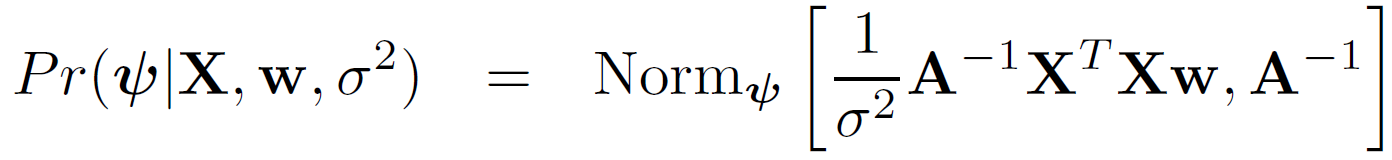 Pr(ψ|X, w, σ²) = Norm_ψ [ 1/σ² A⁻¹XᵀXw, A⁻¹ ]